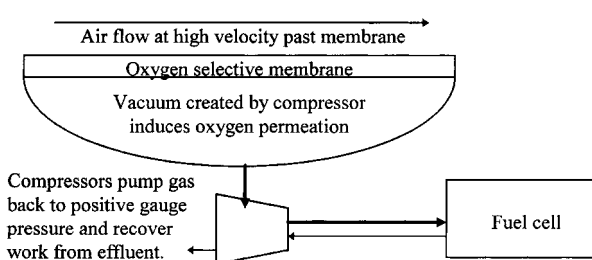 Air flow at high velocity past membrane
Oxygen selective membrane
Vacuum created by compressor
induces oxygen permeation
Compressors pump gas
back to positive gauge
pressure and recover
work from effluent.
Fuel cell